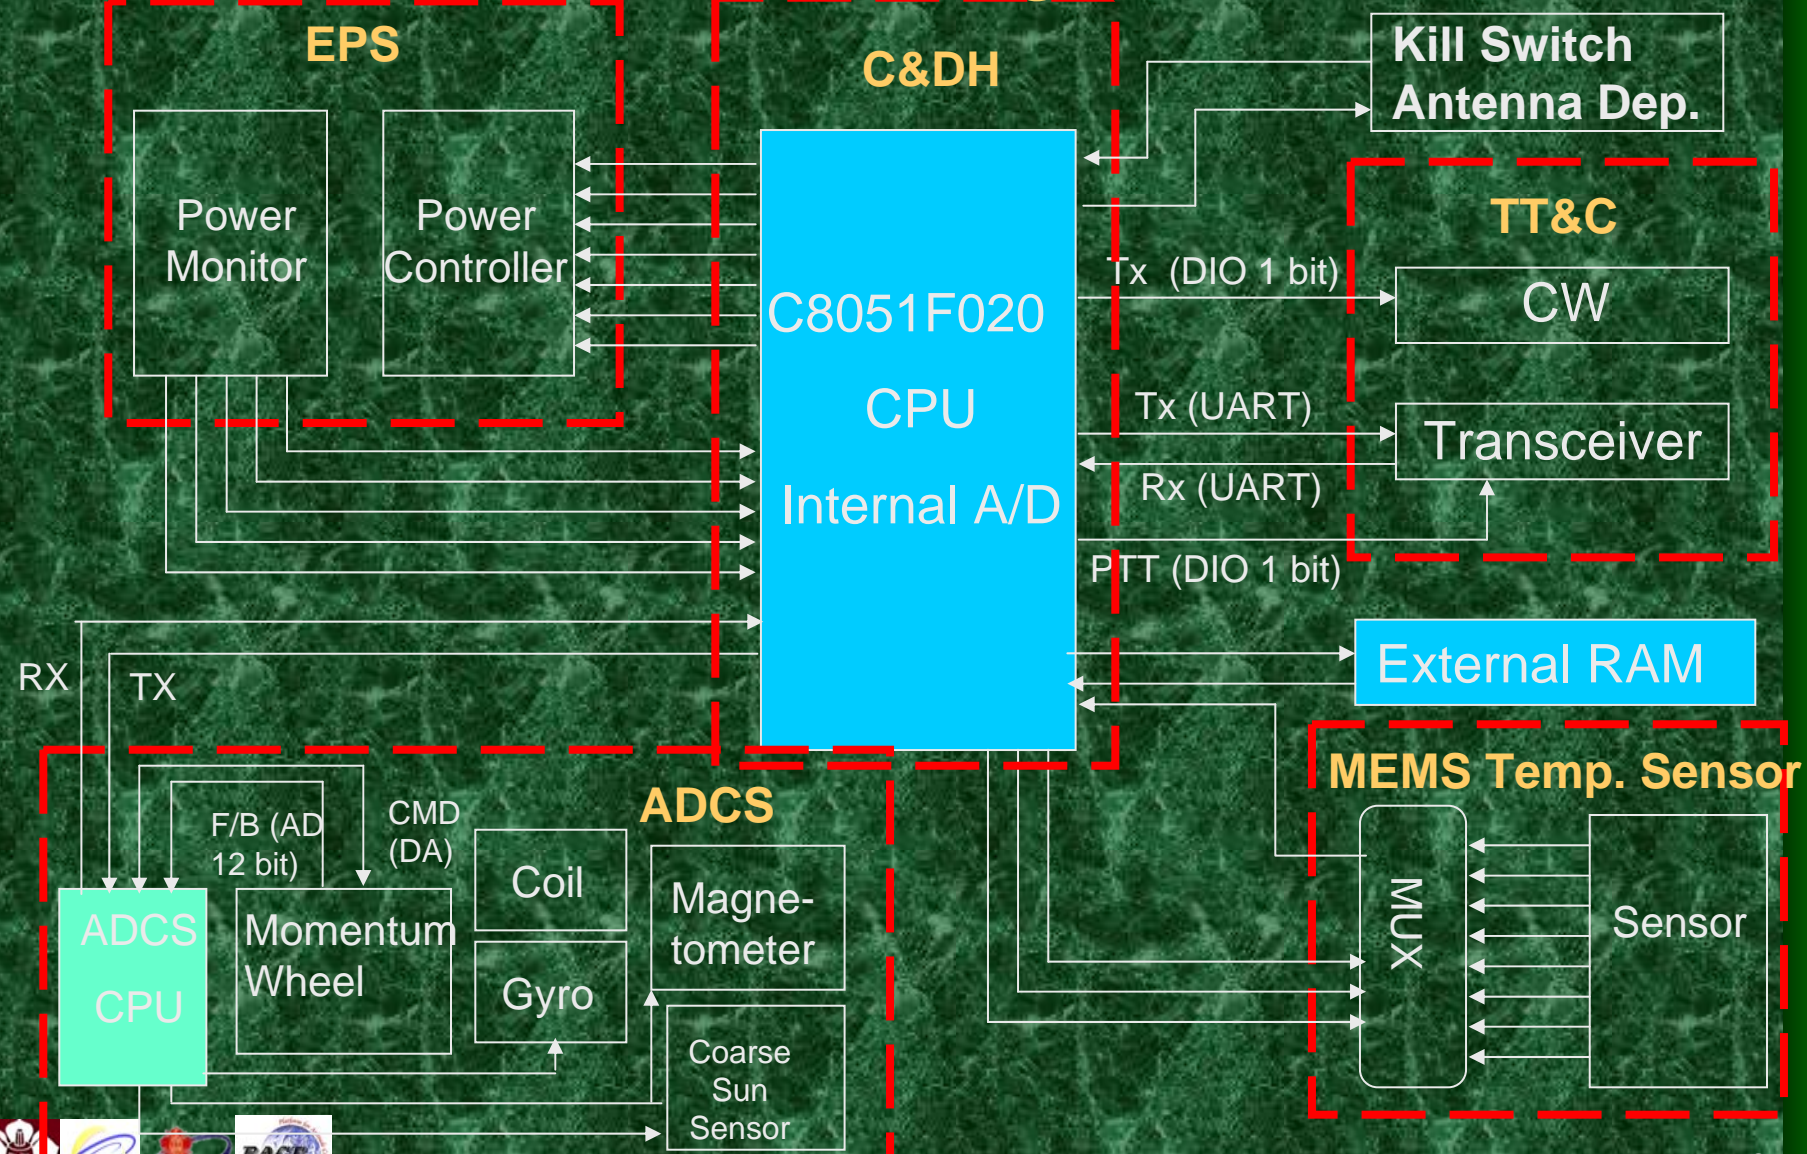 EPS
C&DH
Kill Switch
Antenna Dep.
Power
Monitor
Power
Controller
C8051F020
CPU
Internal A/D
TT&C
Tx (DIO 1 bit)
CW
Tx (UART)
Transceiver
Rx (UART)
PTT (DIO 1 bit)
RX
TX
External RAM
MEMS Temp. Sensor
MUX
Sensor
ADCS
F/B (AD
12 bit)
CMD
(DA)
ADCS
CPU
Momentum
Wheel
Coil
Gyro
Magne-
tometer
Coarse
Sun
Sensor